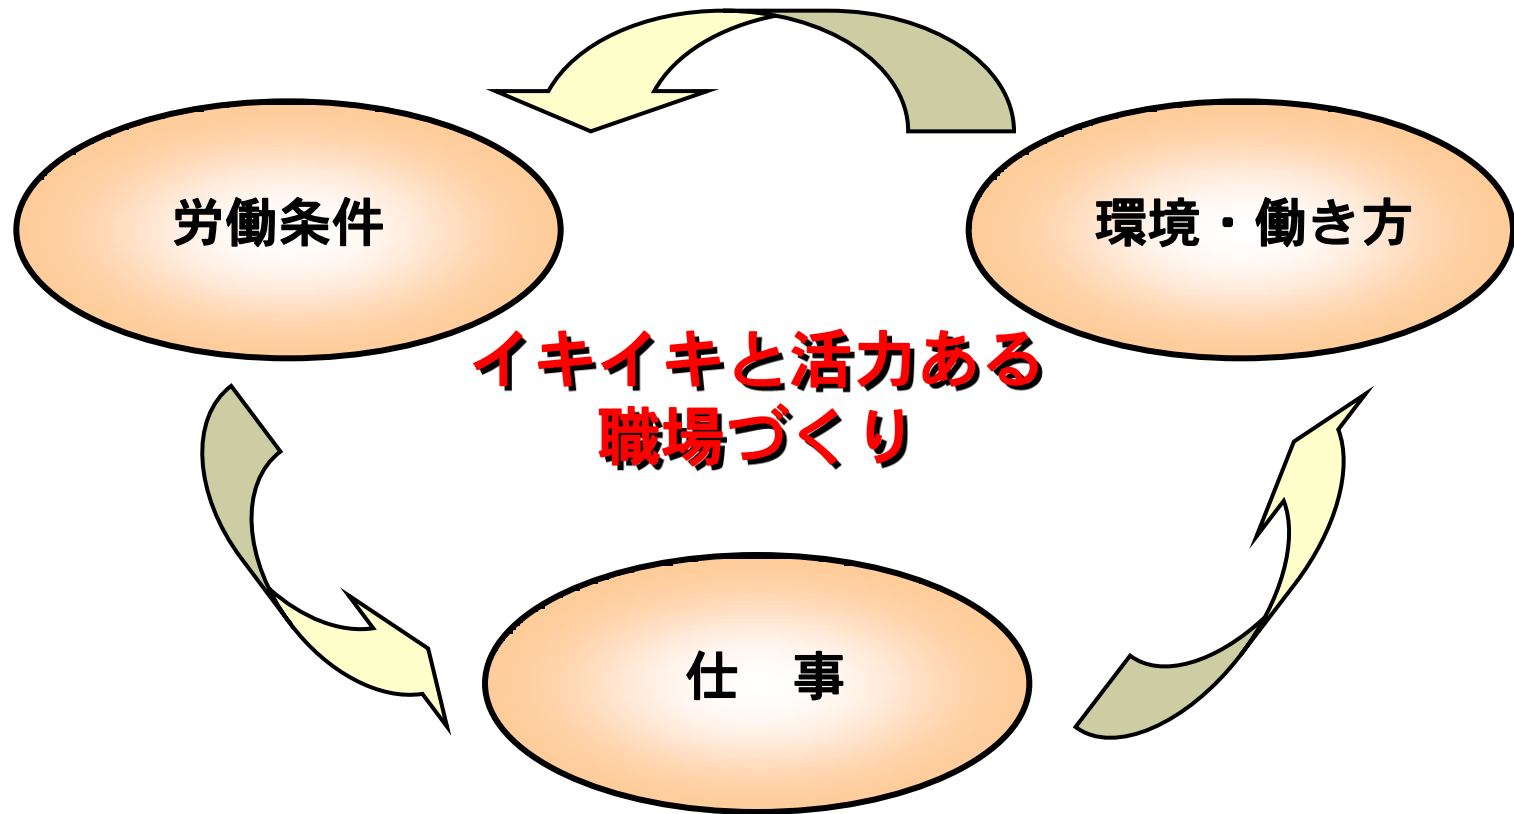 労働条件
環境・働き方
イキイキと活力ある
職場づくり
仕　事